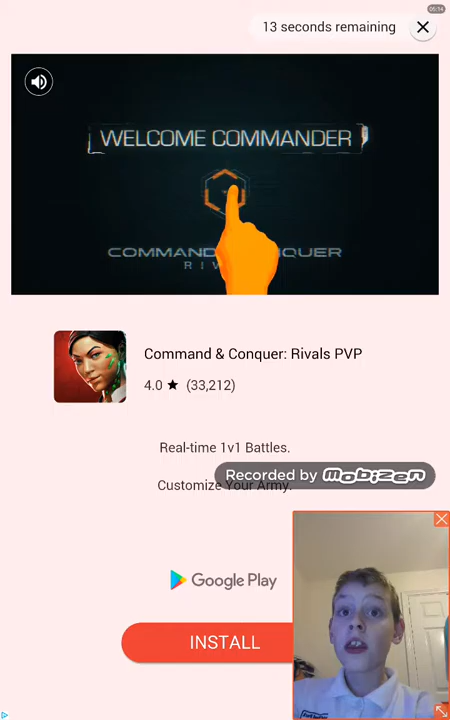 05:14
13 seconds remaining
WELCOME COMMANDER
COMMAND CONQUER
RIV
Command & Conquer: Rivals PVP
4.0 ★ (33,212)
Real-time 1v1 Battles.
Recorded by mobizen
Customize Your Army.
Google Play
INSTALL